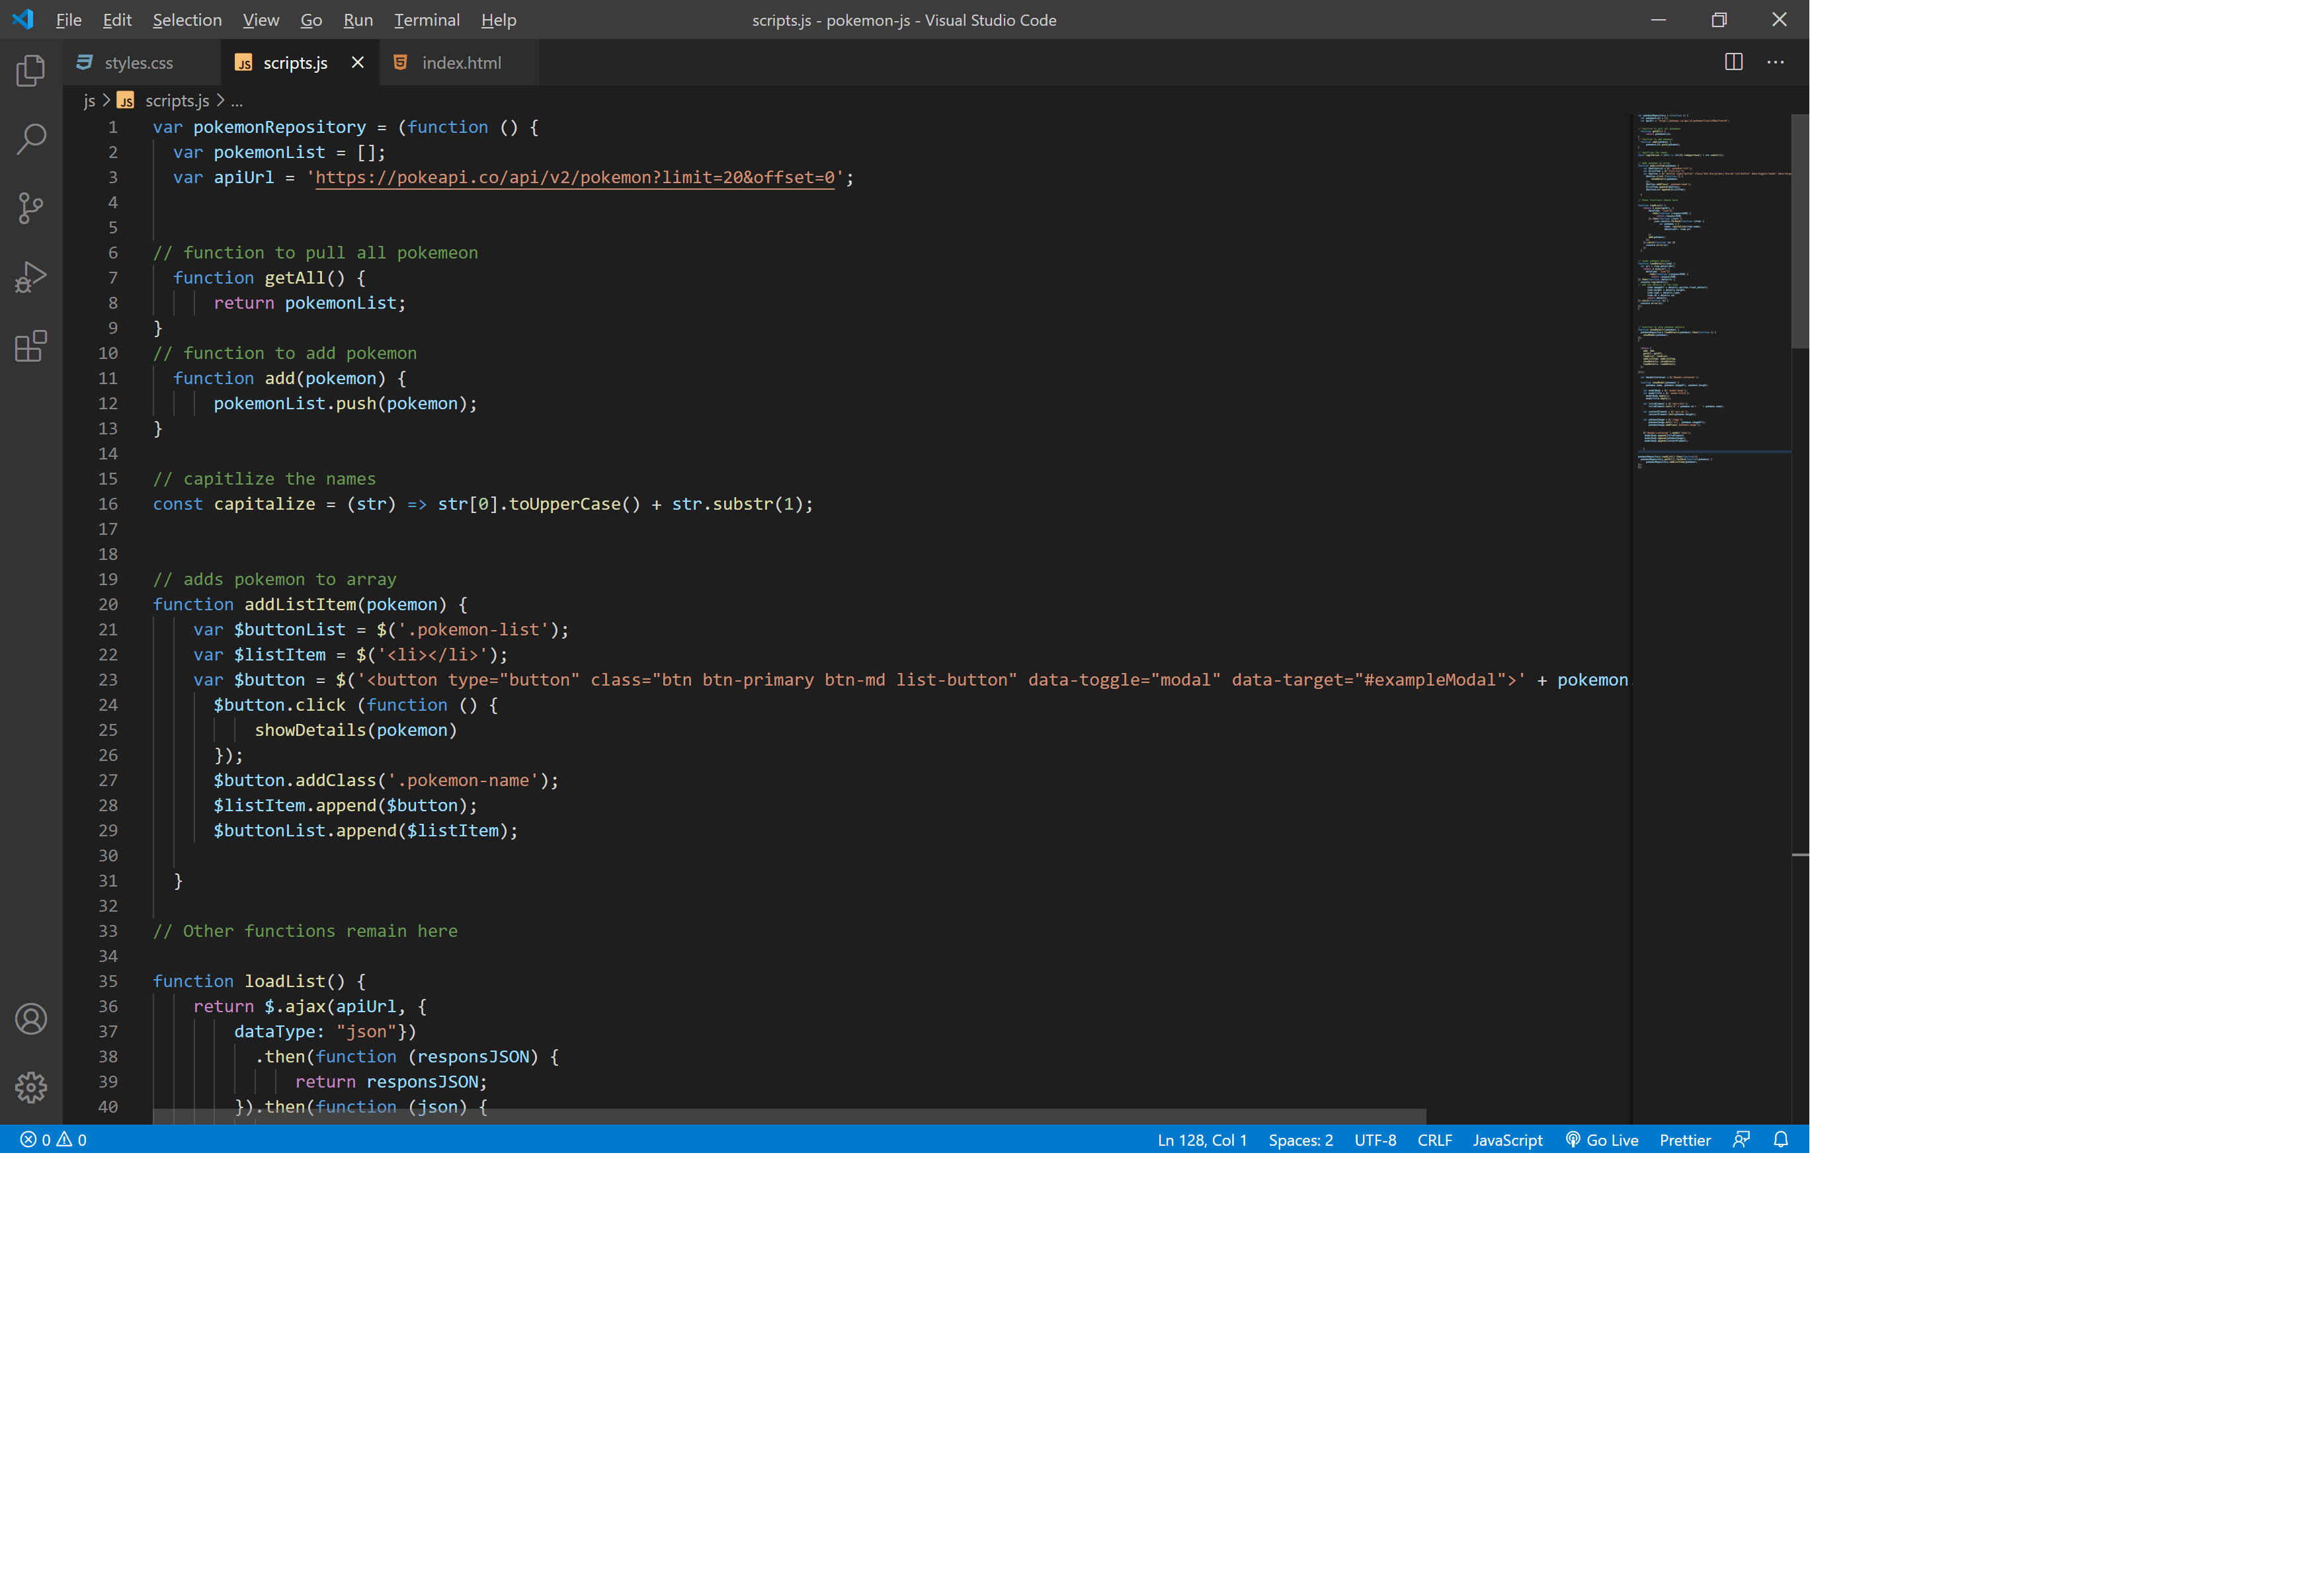 File Edit Selection View Go Run Terminal Help
scripts.js - pokemon-js - Visual Studio Code
styles.css
JS scripts.js
index.html
js > JS scripts.js > ...
1 var pokemonRepository = (function () {
2 var pokemonList = [];
3 var apiUrl = 'https://pokeapi.co/api/v2/pokemon?limit=20&offset=0';
4
5
6 // function to pull all pokemeon
7 function getAll() {
8 return pokemonList;
9 }
10 // function to add pokemon
11 function add(pokemon) {
12 pokemonList.push(pokemon);
13 }
14
15 // capitlize the names
16 const capitalize = (str) => str[0].toUpperCase() + str.substr(1);
17
18
19 // adds pokemon to array
20 function addListItem(pokemon) {
21 var $buttonList = $('.pokemon-list');
22 var $listItem = $('<li></li>');
23 var $button = $('<button type="button" class="btn btn-primary btn-md list-button" data-toggle="modal" data-target="#exampleModal">' + pokemon.
24 $button.click (function () {
25 showDetails(pokemon)
26 });
27 $button.addClass('.pokemon-name');
28 $listItem.append($button);
29 $buttonList.append($listItem);
30
31 }
32
33 // Other functions remain here
34
35 function loadList() {
36 return $.ajax(apiUrl, {
37 dataType: "json"})
38 .then(function (responsJSON) {
39 return responsJSON;
40 }).then(function (json) {
0 0 Ln 128, Col 1 Spaces: 2 UTF-8 CRLF JavaScript Go Live Prettier